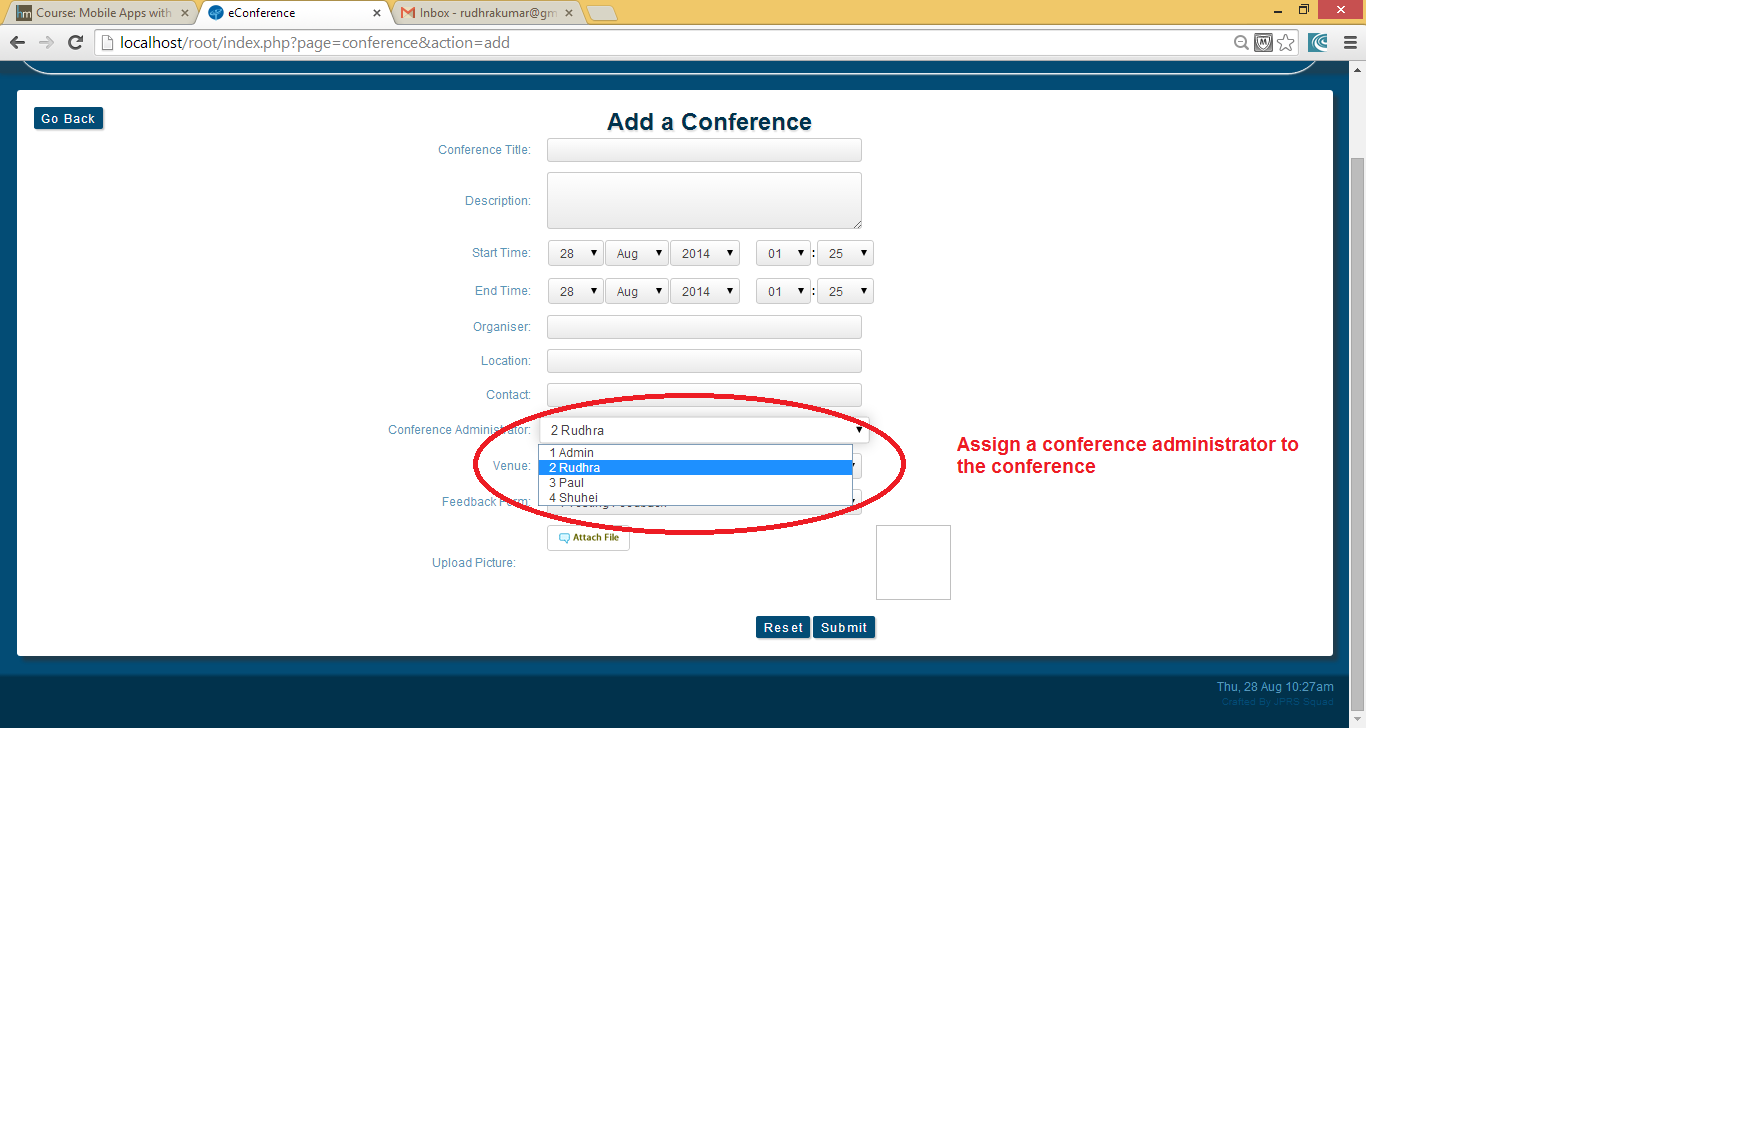 Course: Mobile Apps with
eConference
Inbox - rudhrakumar@gm
localhost/root/index.php?page=conference&action=add
Go Back
Add a Conference
Conference Title:
Description:
Start Time: 28 Aug 2014 01 : 25
End Time: 28 Aug 2014 01 : 25
Organiser:
Location:
Contact:
Conference Administrator: 2 Rudhra
1 Admin
Venue: 2 Rudhra
3 Paul
Feedback Form: 4 Shuhei
Assign a conference administrator to
the conference
Attach File
Upload Picture:
Reset Submit
Thu, 28 Aug 10:27am
Crafted By JPRS Squad